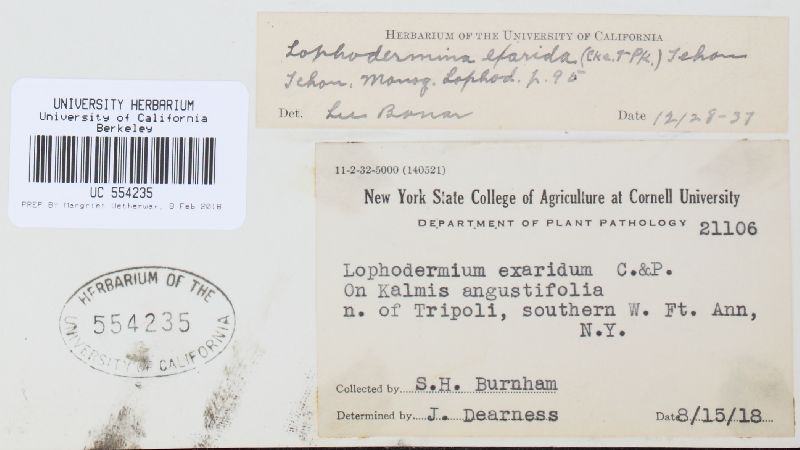 HERBARIUM OF THE UNIVERSITY OF CALIFORNIA
Lophodermina exarida (Cke. & Pk.) Tehon
Tehon. Monog. Lophod. p. 95
Det. Lee Bonar Date 12/28-37
UNIVERSITY HERBARIUM
University of California
Berkeley
UC 554235
PREP BY Margriet Wetherwax, 9 Feb 2018
HERBARIUM OF THE
554235
UNIVERSITY OF CALIFORNIA
11-2-32-5000 (140521)
New York State College of Agriculture at Cornell University
DEPARTMENT OF PLANT PATHOLOGY 21106
Lophodermium exaridum C.&P.
On Kalmis angustifolia
n. of Tripoli, southern W. Ft. Ann,
N.Y.
Collected by S.H. Burnham
Determined by J. Dearness Date 8/15/18